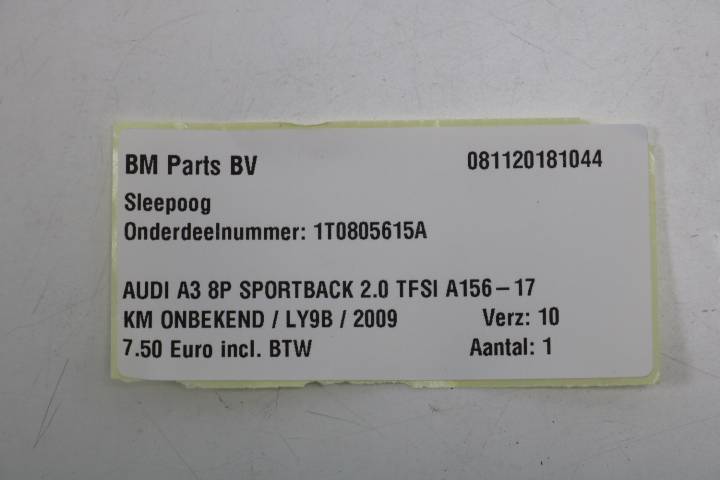 BM Parts BV 081120181044
Sleepoog
Onderdeelnummer: 1T0805615A
AUDI A3 8P SPORTBACK 2.0 TFSI A156-17
KM ONBEKEND / LY9B / 2009 Verz: 10
7.50 Euro incl. BTW Aantal: 1